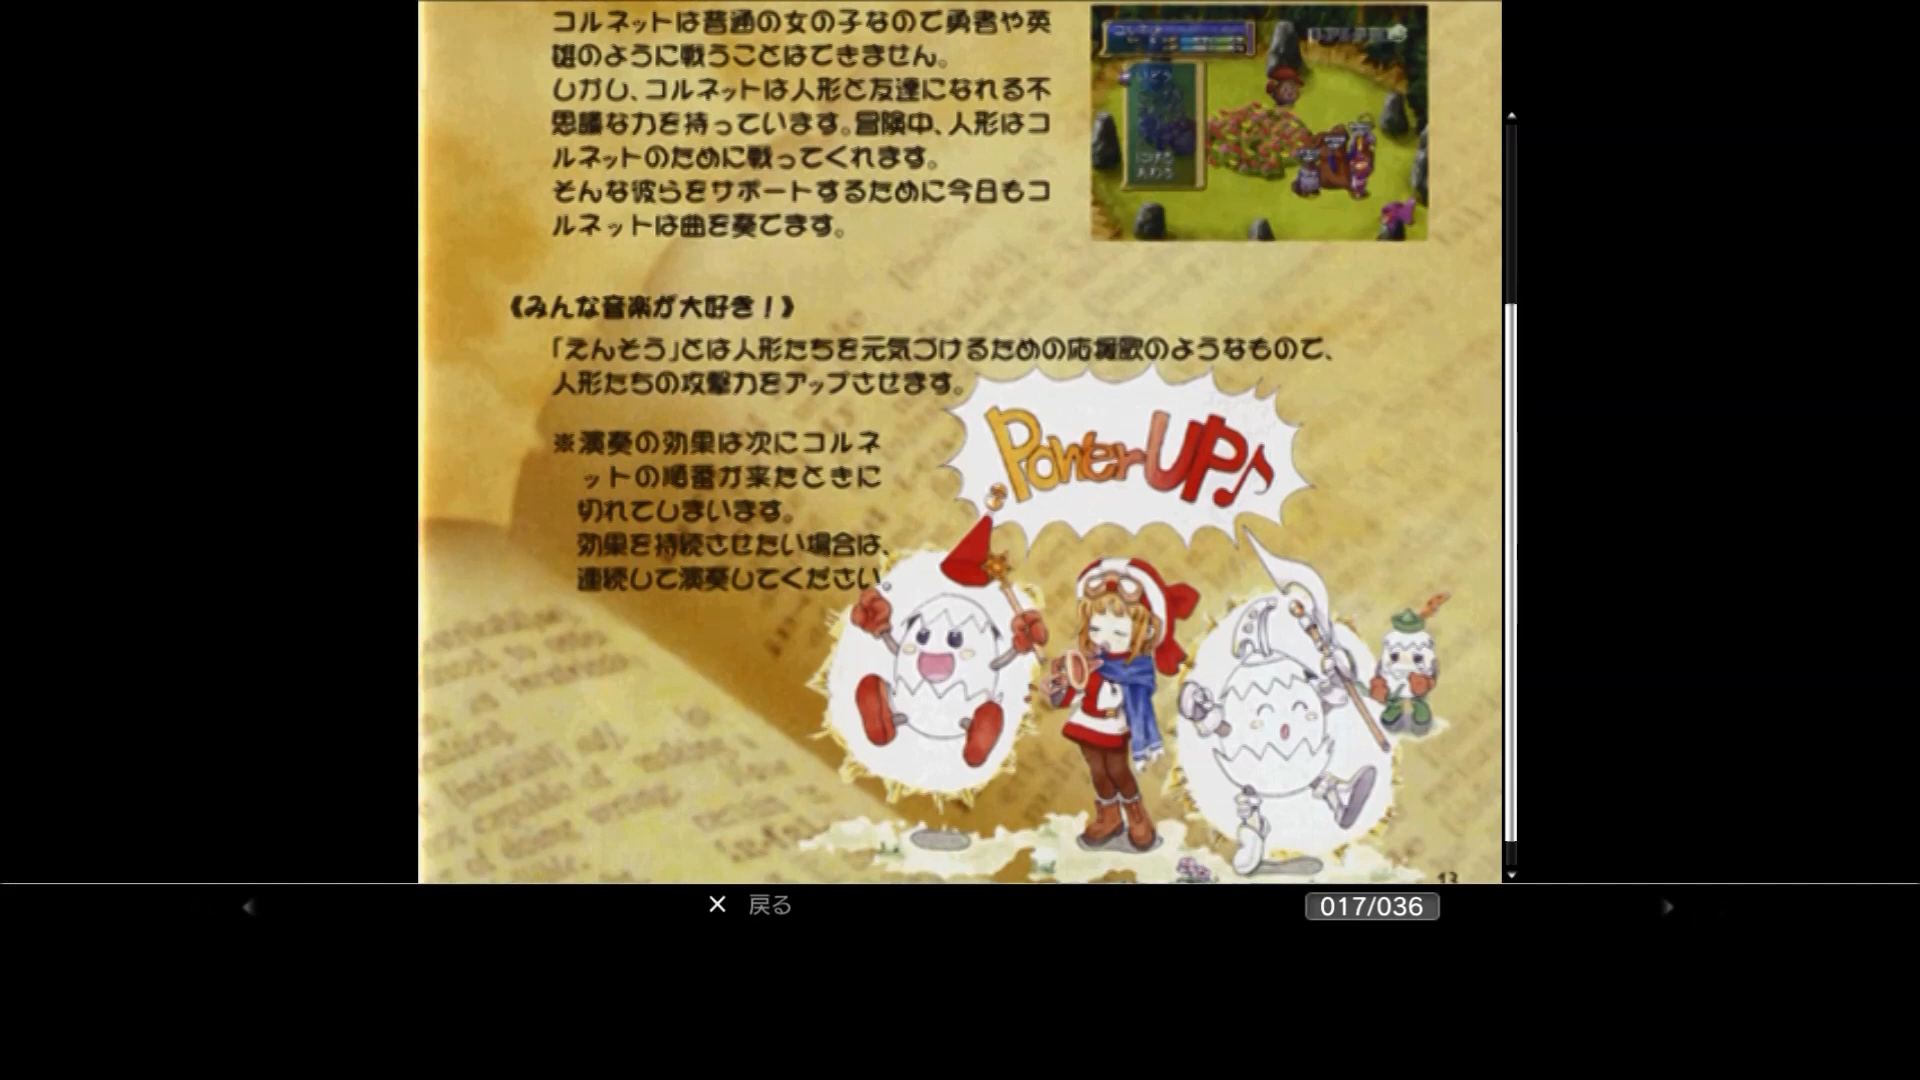 コルネットは普通の女の子なので勇者や英
雄のように戦うことはできません。
しかし、コルネットは人形と友達になれる不
思議な力を持っています。冒険中、人形はコ
ルネットのために戦ってくれます。
そんな彼らをサポートするために今日もコ
ルネットは曲を奏でます。
《みんな音楽が大好き！》
「えんそう」とは人形たちを元気づけるための応援歌のようなもので、
人形たちの攻撃力をアップさせます。
※演奏の効果は次にコルネ
ットの順番が来たときに
切れてしまいます。
効果を持続させたい場合は、
連続して演奏してください。
Power UP♪
13
× 戻る
017/036